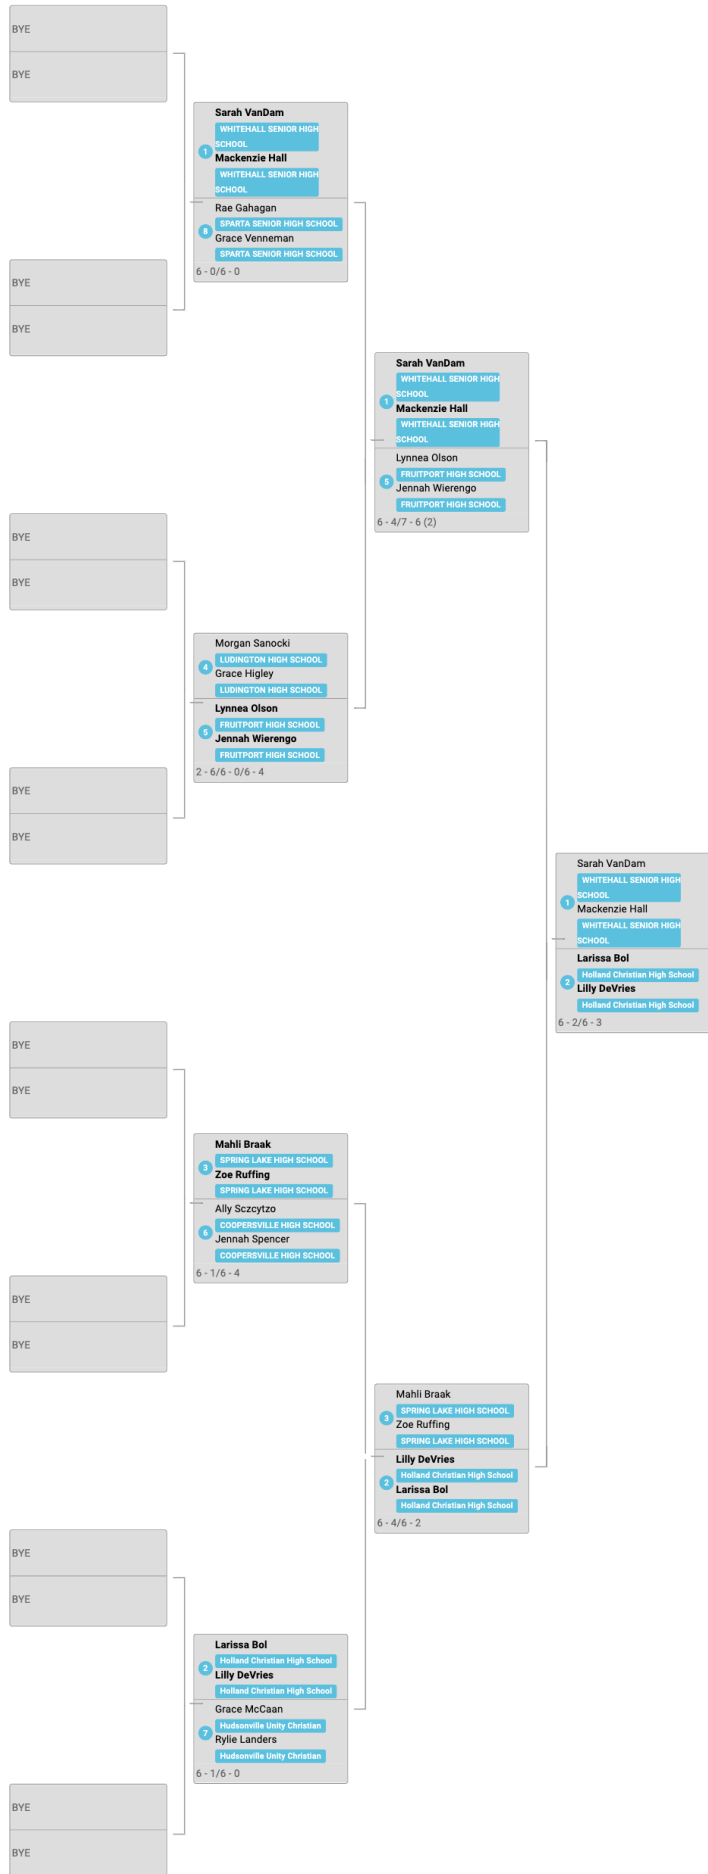 BYE
BYE
Sarah VanDam
WHITEHALL SENIOR HIGH
SCHOOL
1
Mackenzie Hall
WHITEHALL SENIOR HIGH
SCHOOL
Rae Gahagan
SPARTA SENIOR HIGH SCHOOL
8
Grace Venneman
SPARTA SENIOR HIGH SCHOOL
6 - 0/6 - 0
BYE
BYE
Sarah VanDam
WHITEHALL SENIOR HIGH
SCHOOL
1
Mackenzie Hall
WHITEHALL SENIOR HIGH
SCHOOL
Lynnea Olson
FRUITPORT HIGH SCHOOL
5
Jennah Wierengo
FRUITPORT HIGH SCHOOL
6 - 4/7 - 6 (2)
BYE
BYE
Morgan Sanocki
LUDINGTON HIGH SCHOOL
4
Grace Higley
LUDINGTON HIGH SCHOOL
Lynnea Olson
FRUITPORT HIGH SCHOOL
5
Jennah Wierengo
FRUITPORT HIGH SCHOOL
2 - 6/6 - 0/6 - 4
BYE
BYE
Sarah VanDam
WHITEHALL SENIOR HIGH
SCHOOL
1
Mackenzie Hall
WHITEHALL SENIOR HIGH
SCHOOL
Larissa Bol
Holland Christian High School
2
Lilly DeVries
Holland Christian High School
6 - 2/6 - 3
BYE
BYE
Mahli Braak
SPRING LAKE HIGH SCHOOL
3
Zoe Ruffing
SPRING LAKE HIGH SCHOOL
Ally Sczcytzo
COOPERSVILLE HIGH SCHOOL
6
Jennah Spencer
COOPERSVILLE HIGH SCHOOL
6 - 1/6 - 4
BYE
BYE
Mahli Braak
SPRING LAKE HIGH SCHOOL
3
Zoe Ruffing
SPRING LAKE HIGH SCHOOL
Lilly DeVries
Holland Christian High School
2
Larissa Bol
Holland Christian High School
6 - 4/6 - 2
BYE
BYE
Larissa Bol
Holland Christian High School
2
Lilly DeVries
Holland Christian High School
Grace McCaan
Hudsonville Unity Christian
7
Rylie Landers
Hudsonville Unity Christian
6 - 1/6 - 0
BYE
BYE